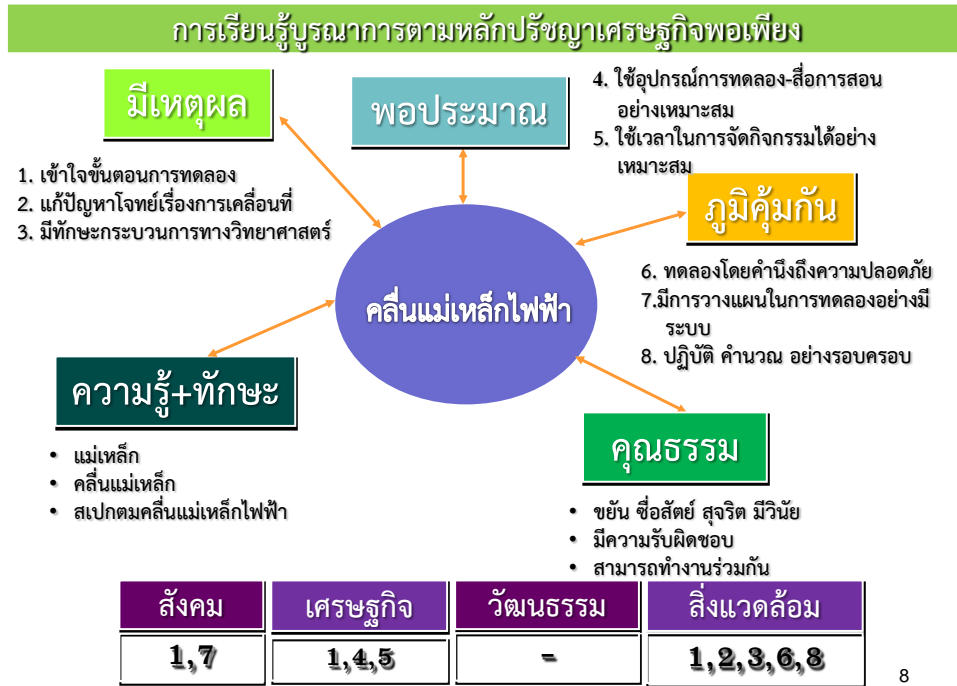 การเรียนรู้บูรณาการตามหลักปรัชญาเศรษฐกิจพอเพียง
มีเหตุผล
1. เข้าใจขั้นตอนการทดลอง
2. แก้ปัญหาโจทย์เรื่องการเคลื่อนที่
3. มีทักษะกระบวนการทางวิทยาศาสตร์
พอประมาณ
4. ใช้อุปกรณ์การทดลอง-สื่อการสอน
อย่างเหมาะสม
5. ใช้เวลาในการจัดกิจกรรมได้อย่าง
เหมาะสม
ภูมิคุ้มกัน
6. ทดลองโดยคำนึงถึงความปลอดภัย
7.มีการวางแผนในการทดลองอย่างมี
ระบบ
8. ปฏิบัติ คำนวณ อย่างรอบครอบ
คลื่นแม่เหล็กไฟฟ้า
ความรู้+ทักษะ
• แม่เหล็ก
• คลื่นแม่เหล็ก
• สเปกตมคลื่นแม่เหล็กไฟฟ้า
คุณธรรม
• ขยัน ซื่อสัตย์ สุจริต มีวินัย
• มีความรับผิดชอบ
• สามารถทำงานร่วมกัน
สังคม เศรษฐกิจ วัฒนธรรม สิ่งแวดล้อม
1,7 1,4,5 - 1,2,3,6,8
8